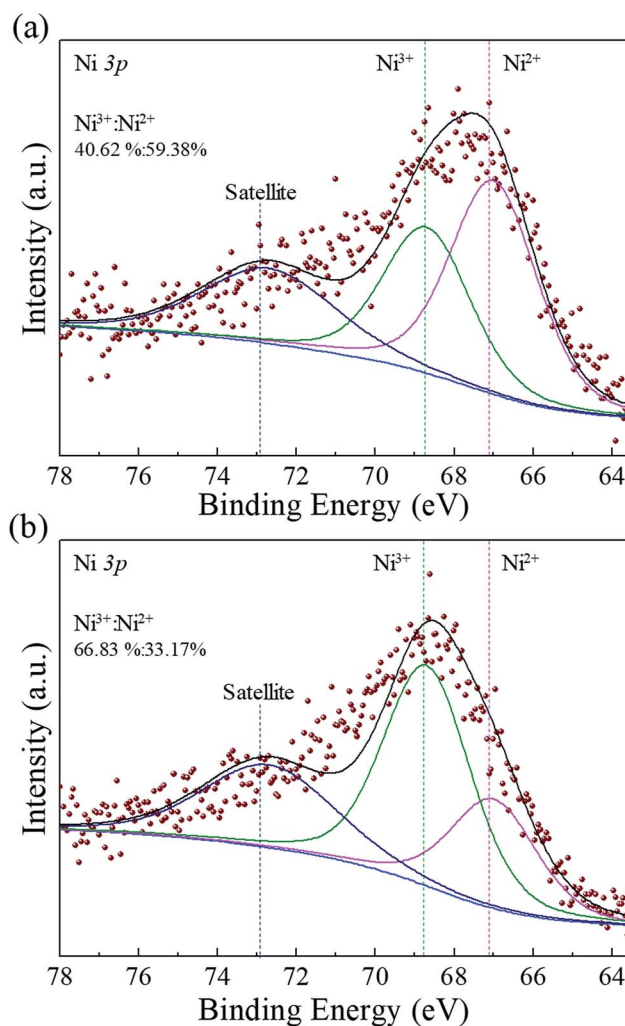 (a)
Ni 3p
Ni³⁺
Ni²⁺
Ni³⁺:Ni²⁺
40.62 %:59.38%
Satellite
Intensity (a.u.)
78 76 74 72 70 68 66 64
Binding Energy (eV)
(b)
Ni 3p
Ni³⁺
Ni²⁺
Ni³⁺:Ni²⁺
66.83 %:33.17%
Satellite
Intensity (a.u.)
78 76 74 72 70 68 66 64
Binding Energy (eV)